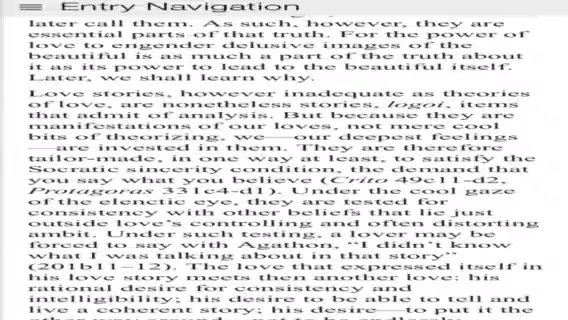 Entry Navigation
later call them. As such, however, they are
essential parts of that truth. For the power of
love to engender delusive images of the
beautiful is as much a part of the truth about
it as its power to lead to the beautiful itself.
Later, we shall learn why.
Love stories, however inadequate as theories
of love, are nonetheless stories, logoi, items
that admit of analysis. But because they are
manifestations of our loves, not mere cool
bits of theorizing, we—our deepest feelings
—are invested in them. They are therefore
tailor-made, in one way at least, to satisfy the
Socratic sincerity condition, the demand that
you say what you believe (Crito 49c11-d2,
Protagoras 331c4-d1). Under the cool gaze
of the elenctic eye, they are tested for
consistency with other beliefs that lie just
outside love's controlling and often distorting
ambit. Under such testing, a lover may be
forced to say with Agathon, “I didn't know
what I was talking about in that story”
(201b11–12). The love that expressed itself in
his love story meets then another love: his
rational desire for consistency and
intelligibility; his desire to be able to tell and
live a coherent story; his desire—to put it the
other way around—not to be endlessly